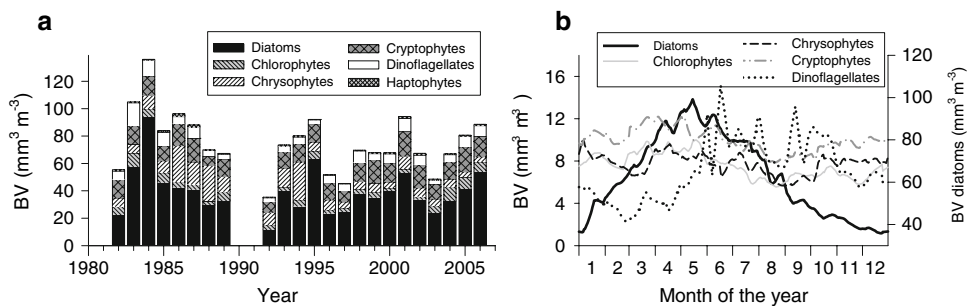 a
BV (mm³ m-³)
120
100
80
60
40
20
0
Diatoms
Chlorophytes
Chrysophytes
Cryptophytes
Dinoflagellates
Haptophytes
1980 1985 1990 1995 2000 2005
Year
b
BV (mm³ m³)
16
12
8
4
0
Diatoms
Chlorophytes
Chrysophytes
Cryptophytes
Dinoflagellates
120
100
80
60
40
BV diatoms (mm³ m-³)
1 2 3 4 5 6 7 8 9 10 11 12
Month of the year